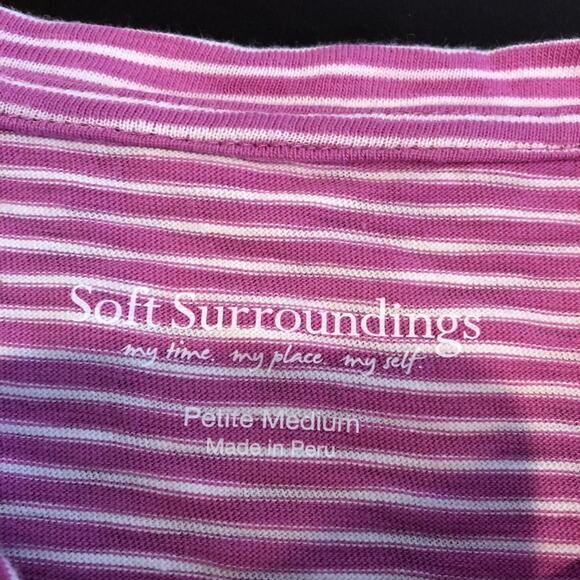 Soft Surroundings
my time. my place. my self.
Petite Medium
Made in Peru